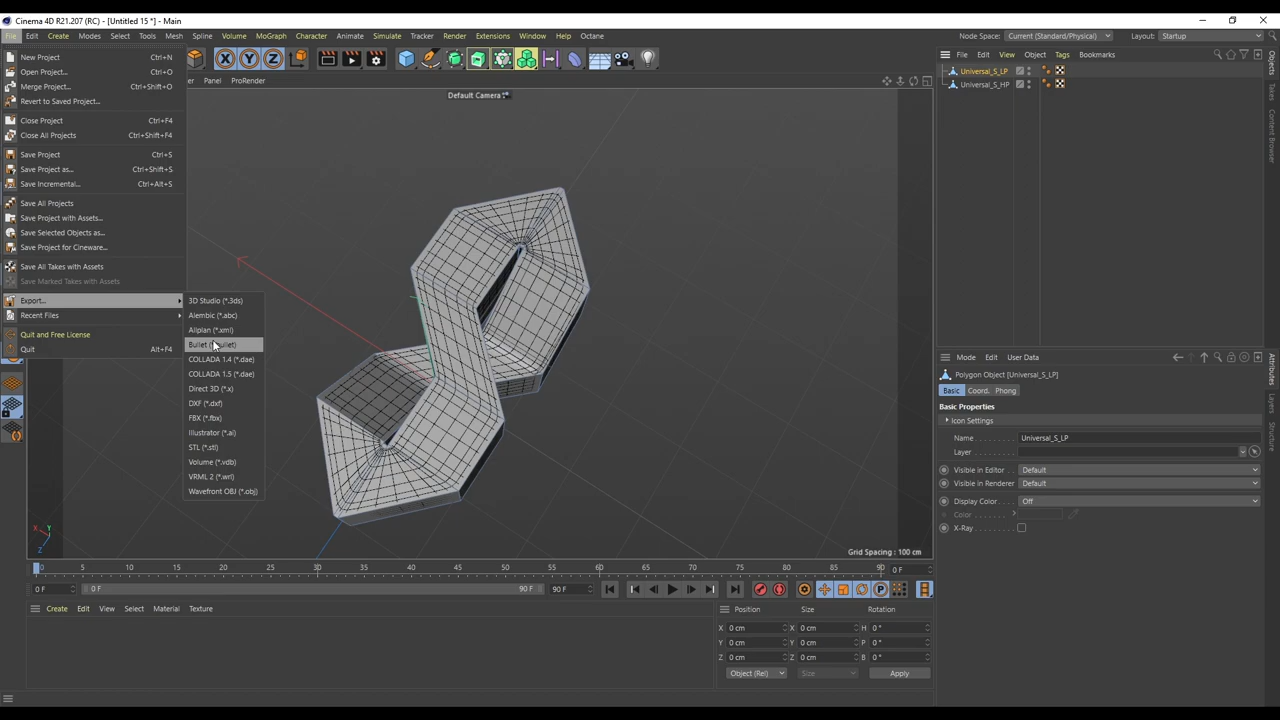 Cinema 4D R21.207 (RC) - [Untitled 15 *] - Main
File Edit Create Modes Select Tools Mesh Spline Volume MoGraph Character Animate Simulate Tracker Render Extensions Window Help Octane
Node Space: Current (Standard/Physical) Layout: Startup
New Project Ctrl+N
Open Project... Ctrl+O
Merge Project... Ctrl+Shift+O
Revert to Saved Project...
Close Project Ctrl+F4
Close All Projects Ctrl+Shift+F4
Save Project Ctrl+S
Save Project as... Ctrl+Shift+S
Save Incremental... Ctrl+Alt+S
Save All Projects
Save Project with Assets...
Save Selected Objects as...
Save Project for Cineware...
Save All Takes with Assets
Save Marked Takes with Assets
Export...
Recent Files
Quit and Free License
Quit Alt+F4
3D Studio (*.3ds)
Alembic (*.abc)
Allplan (*.xml)
COLLADA 1.4 (*.dae)
COLLADA 1.5 (*.dae)
Direct 3D (*.x)
DXF (*.dxf)
FBX (*.fbx)
Illustrator (*.ai)
STL (*.stl)
Volume (*.vdb)
VRML 2 (*.wrl)
Wavefront OBJ (*.obj)
X Y Z
Panel ProRender
Default Camera
X Y Z
Grid Spacing : 100 cm
File Edit View Object Tags Bookmarks
Universal_S_LP
Universal_S_HP
Objects
Takes
Content Browser
Mode Edit User Data
Polygon Object [Universal_S_LP]
Basic Coord. Phong
Basic Properties
Icon Settings
Name Universal_S_LP
Layer
Visible in Editor Default
Visible in Renderer Default
Display Color Off
Color
X-Ray
Attributes
Layers
Structure
0 5 10 15 20 25 30 35 40 45 50 55 60 65 70 75 80 85 90 0 F
0 F 0 F 90 F 90 F
Create Edit View Select Material Texture
Position Size Rotation
X 0 cm X 0 cm H 0 °
Y 0 cm Y 0 cm P 0 °
Z 0 cm Z 0 cm B 0 °
Object (Rel) Size Apply